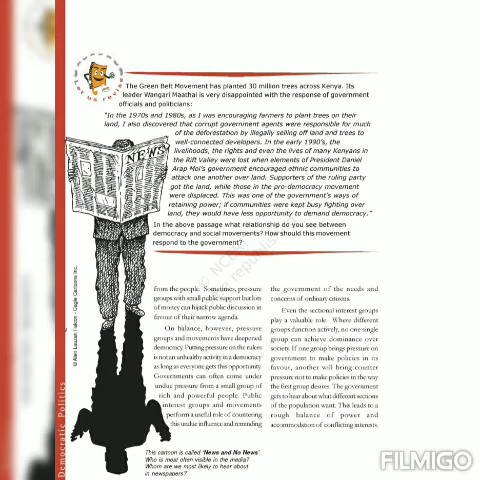 Let us revise
The Green Belt Movement has planted 30 million trees across Kenya. Its
leader Wangari Maathai is very disappointed with the response of government
officials and politicians:
"In the 1970s and 1980s, as I was encouraging farmers to plant trees on their
land, I also discovered that corrupt government agents were responsible for much
of the deforestation by illegally selling off land and trees to
well-connected developers. In the early 1990's, the
livelihoods, the rights and even the lives of many Kenyans in
the Rift Valley were lost when elements of President Daniel
Arap Moi's government encouraged ethnic communities to
attack one another over land. Supporters of the ruling party
got the land, while those in the pro-democracy movement
were displaced. This was one of the government's ways of
retaining power; if communities were kept busy fighting over
land, they would have less opportunity to demand democracy."
In the above passage what relationship do you see between
democracy and social movements? How should this movement
respond to the government?
NEWS
from the people. Sometimes, pressure
groups with small public support but lots
of money can hijack public discussion in
favour of their narrow agenda.
On balance, however, pressure
groups and movements have deepened
democracy. Putting pressure on the rulers
is not an unhealthy activity in a democracy
as long as everyone gets this opportunity.
Governments can often come under
undue pressure from a small group of
rich and powerful people. Public
interest groups and movements
perform a useful role of countering
this undue influence and reminding
the government of the needs and
concerns of ordinary citizens.
Even the sectional interest groups
play a valuable role. Where different
groups function actively, no one single
group can achieve dominance over
society. If one group brings pressure on
government to make policies in its
favour, another will bring counter
pressure not to make policies in the way
the first group desires. The government
gets to hear about what different sections
of the population want. This leads to a
rough balance of power and
accommodation of conflicting interests.
Democratic Politics
This cartoon is called 'News and No News'.
Who is most often visible in the media?
Whom are we most likely to hear about
in newspapers?
FILMIGO